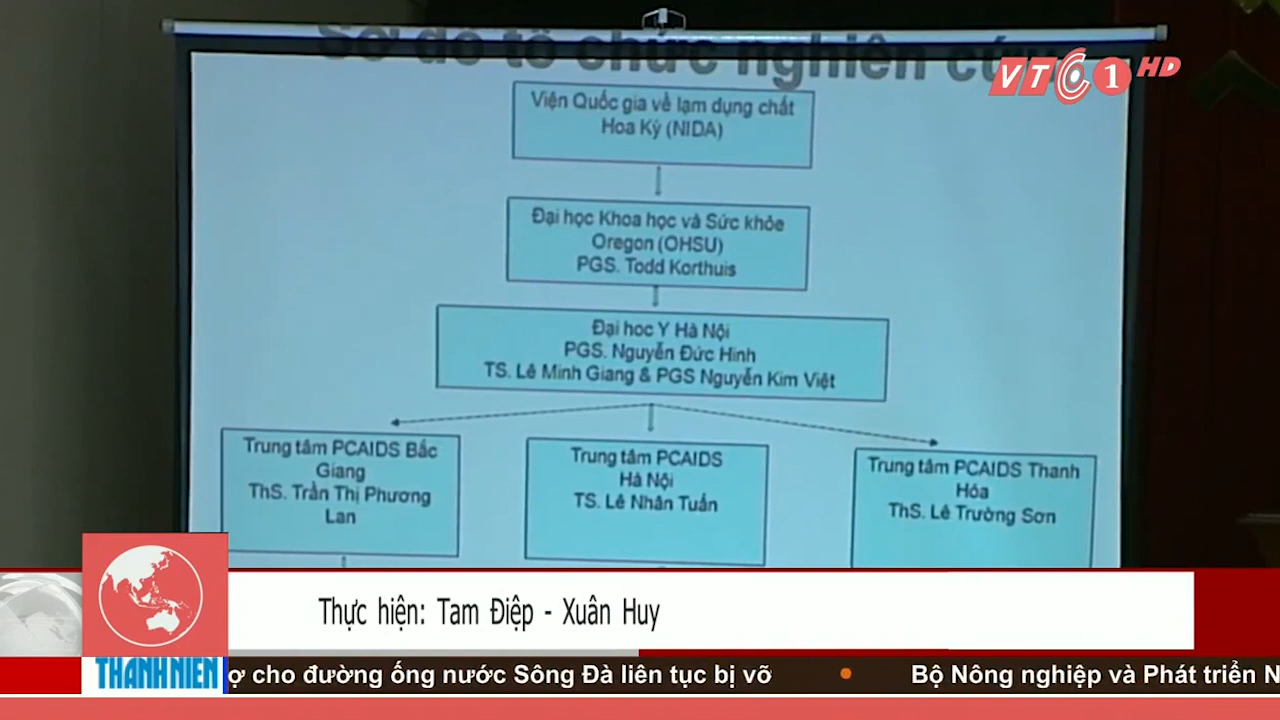 Sơ đồ tổ chức nghiên cứu
VTC 1 HD
Viện Quốc gia về lạm dụng chất
Hoa Kỳ (NIDA)
Đại học Khoa học và Sức khỏe
Oregon (OHSU)
PGS. Todd Korthuis
Đại học Y Hà Nội
PGS. Nguyễn Đức Hinh
TS. Lê Minh Giang & PGS Nguyễn Kim Việt
Trung tâm PCAIDS Bắc
Giang
ThS. Trần Thị Phương
Lan
Trung tâm PCAIDS
Hà Nội
TS. Lê Nhân Tuấn
Trung tâm PCAIDS Thanh
Hóa
ThS. Lê Trường Sơn
Thực hiện: Tam Điệp - Xuân Huy
THANH NIÊN
ợ cho đường ống nước Sông Đà liên tục bị vỡ
Bộ Nông nghiệp và Phát triển N